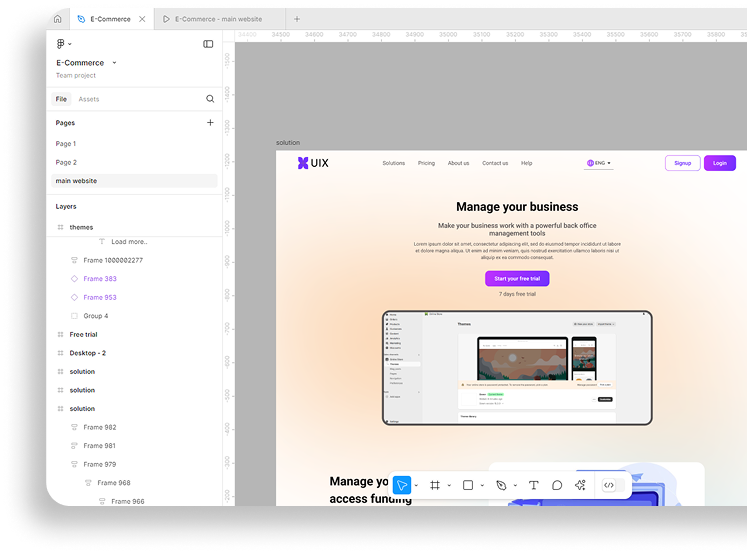 E-Commerce
E-Commerce - main website
E-Commerce
Team project
File Assets
Pages
Page 1
Page 2
main website
Layers
themes
Load more..
Frame 1000002277
Frame 383
Frame 953
Group 4
Free trial
Desktop - 2
solution
solution
solution
Frame 982
Frame 981
Frame 979
Frame 968
Frame 966
34400 34500 34600 34700 34800 34900 35000 35100 35200 35300 35400 35500 35600 35700 35800
solution
UIX
Solutions Pricing About us Contact us Help
ENG
Signup
Login
Manage your business
Make your business work with a powerful back office
management tools
Lorem ipsum dolor sit amet, consectetur adipiscing elit, sed do eiusmod tempor incididunt ut labore
et dolore magna aliqua. Ut enim ad minim veniam, quis nostrud exercitation ullamco laboris nisi ut
aliquip ex ea commodo consequat.
Start your free trial
7 days free trial
Themes
Manage yo
access funding